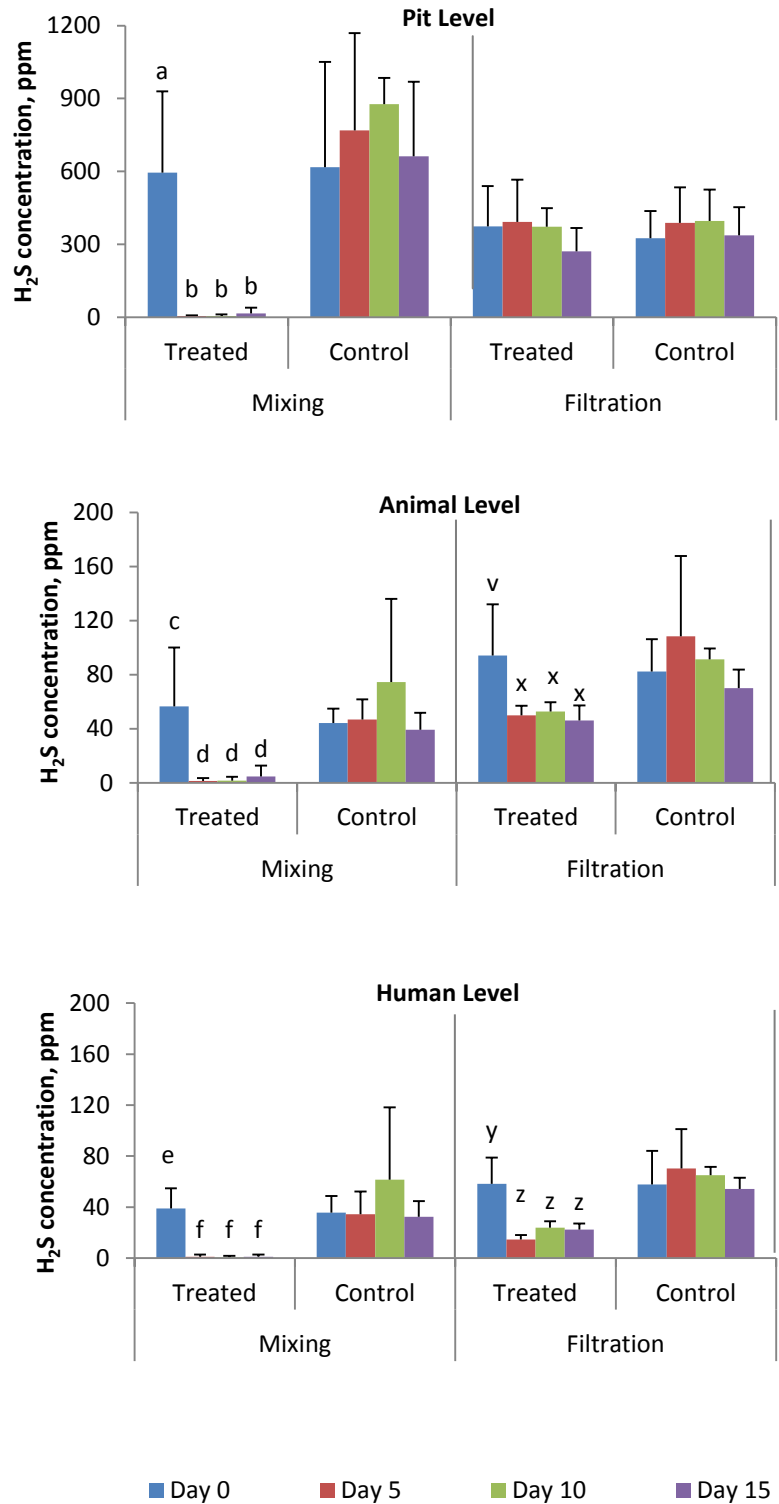 Pit Level
H₂S concentration, ppm
1200
900
600
300
0
a
b b b
Treated Control Treated Control
Mixing Filtration
Animal Level
H₂S concentration, ppm
200
160
120
80
40
0
c
d d d
v
x x x
Treated Control Treated Control
Mixing Filtration
Human Level
H₂S concentration, ppm
200
160
120
80
40
0
e
f f f
y
z z z
Treated Control Treated Control
Mixing Filtration
Day 0 Day 5 Day 10 Day 15